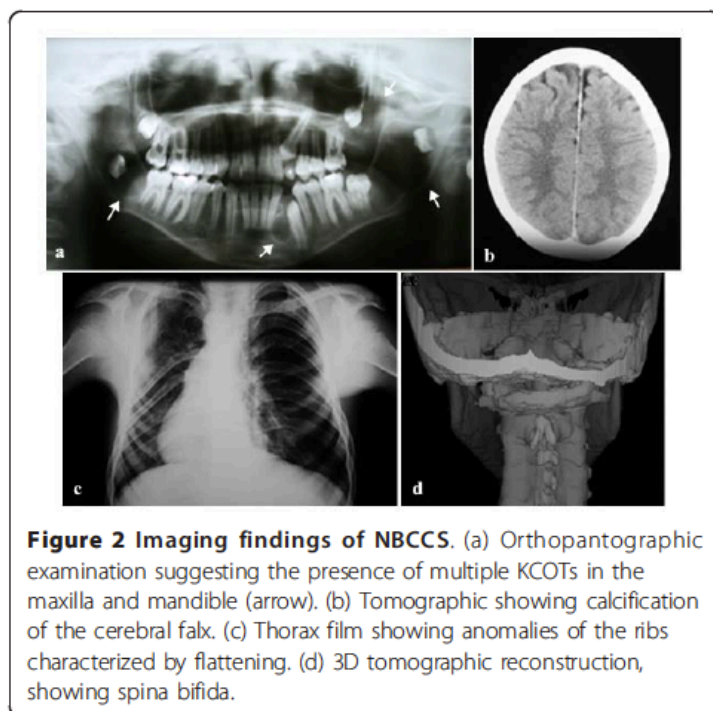 a
b
c
d
Figure 2 Imaging findings of NBCCS. (a) Orthopantographic
examination suggesting the presence of multiple KCOTs in the
maxilla and mandible (arrow). (b) Tomographic showing calcification
of the cerebral falx. (c) Thorax film showing anomalies of the ribs
characterized by flattening. (d) 3D tomographic reconstruction,
showing spina bifida.